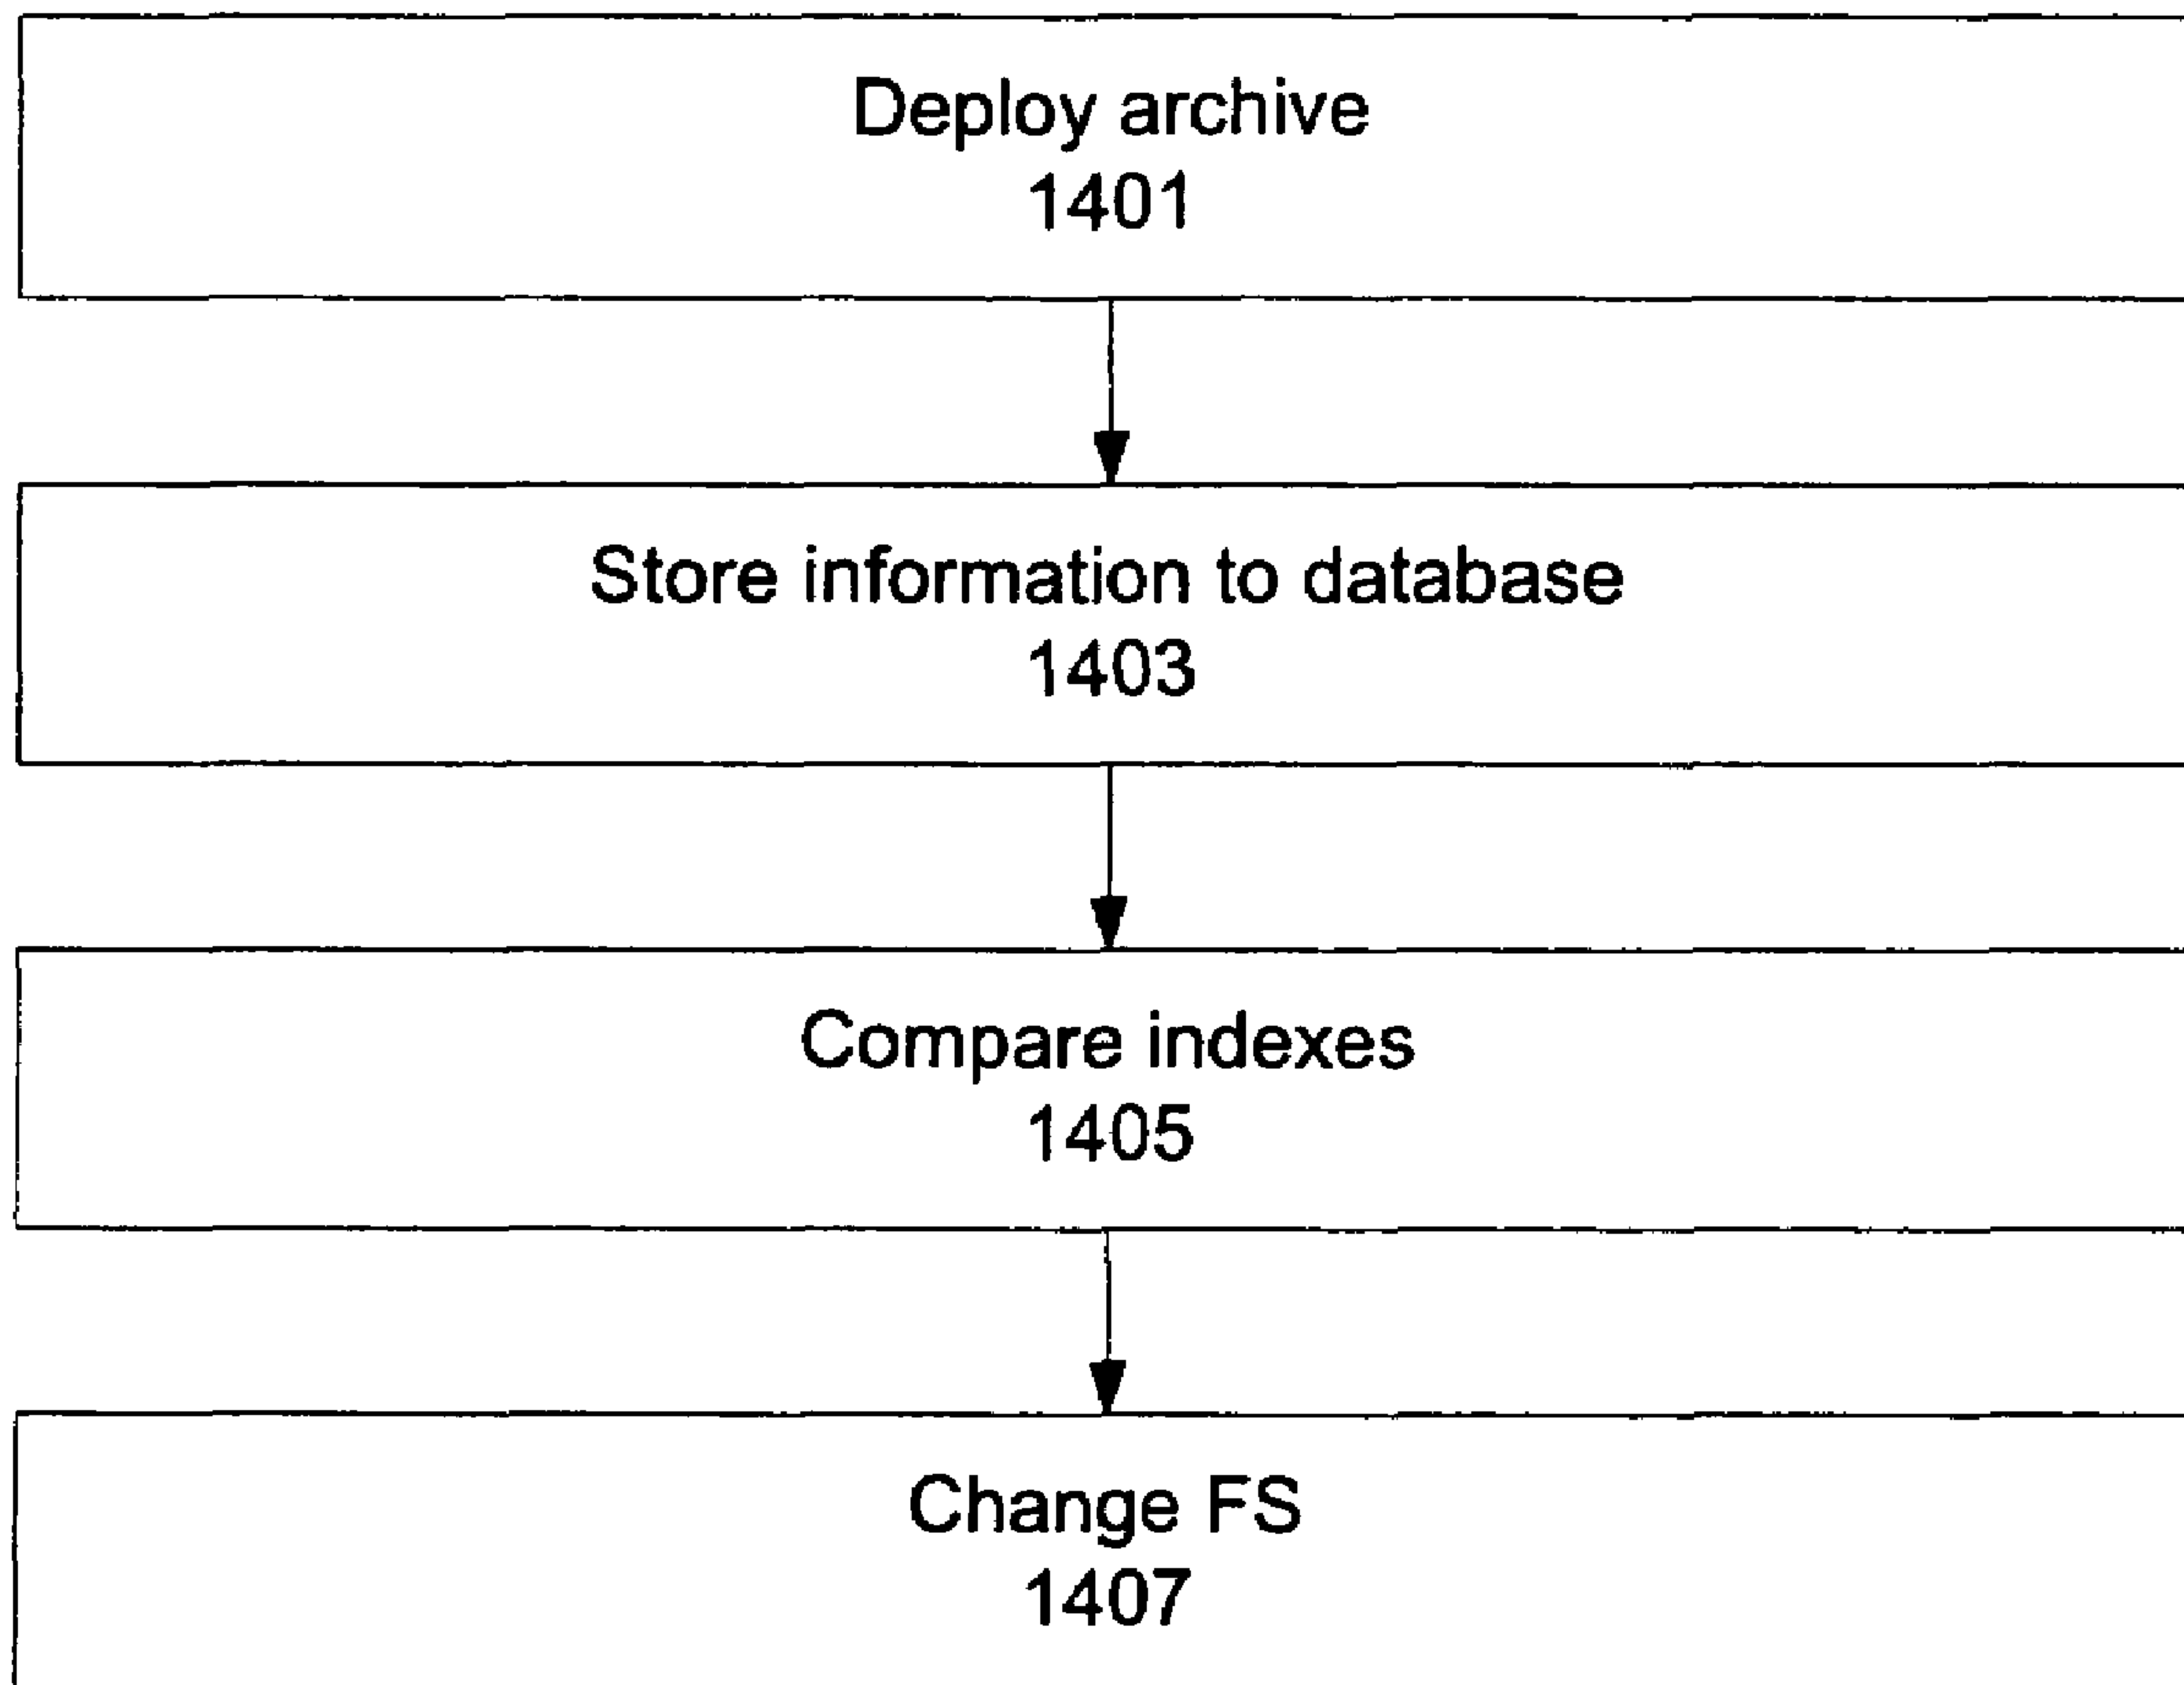 Deploy archive
1401
Store information to database
1403
Compare indexes
1405
Change FS
1407